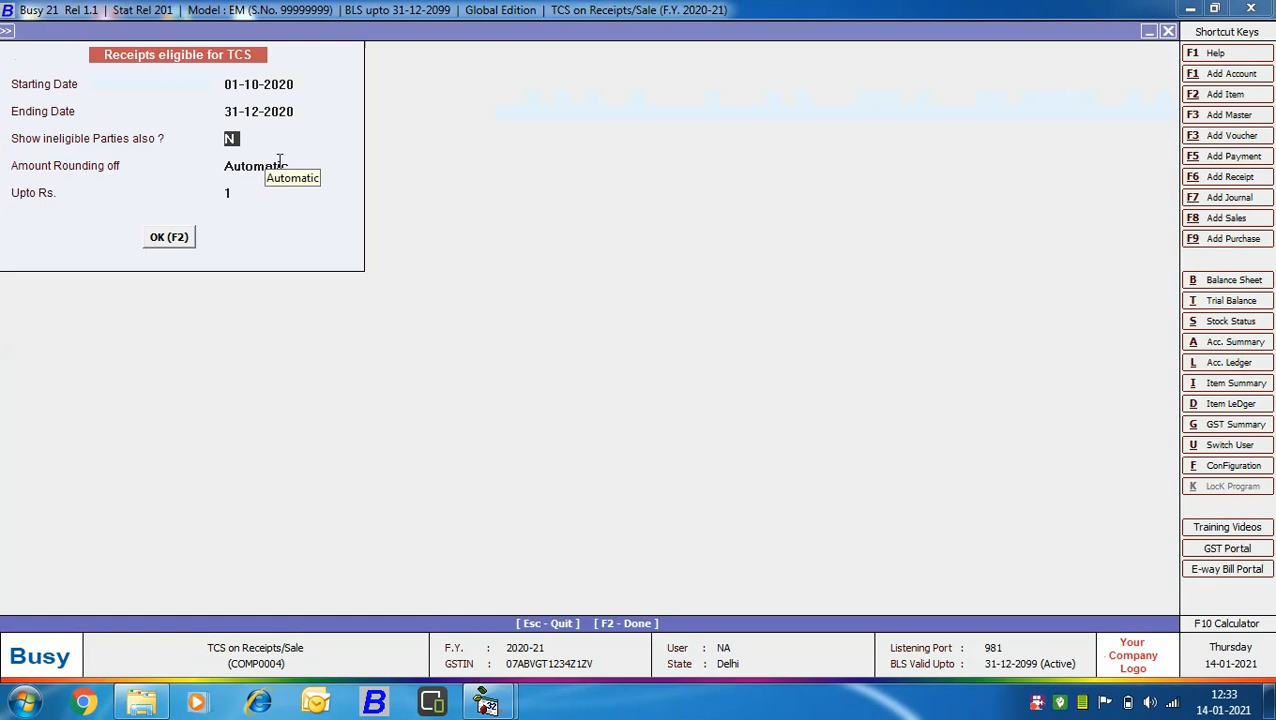 Busy 21 Rel 1.1 | Stat Rel 201 | Model : EM (S.No. 99999999) | BLS upto 31-12-2099 | Global Edition | TCS on Receipts/Sale (F.Y. 2020-21)
>>
Receipts eligible for TCS
Starting Date 01-10-2020
Ending Date 31-12-2020
Show ineligible Parties also ? N
Amount Rounding off Automatic
Automatic
Upto Rs. 1
OK (F2)
Shortcut Keys
F1 Help
F1 Add Account
F2 Add Item
F3 Add Master
F3 Add Voucher
F5 Add Payment
F6 Add Receipt
F7 Add Journal
F8 Add Sales
F9 Add Purchase
B Balance Sheet
T Trial Balance
S Stock Status
A Acc. Summary
L Acc. Ledger
I Item Summary
D Item LeDger
G GST Summary
U Switch User
F ConFiguration
K LocK Program
Training Videos
GST Portal
E-way Bill Portal
[ Esc - Quit ] [ F2 - Done ]
F10 Calculator
Busy
TCS on Receipts/Sale
(COMP0004)
F.Y. : 2020-21
GSTIN : 07ABVGT1234Z1ZV
User : NA
State : Delhi
Listening Port : 981
BLS Valid Upto : 31-12-2099 (Active)
Your
Company
Logo
Thursday
14-01-2021
12:33
14-01-2021